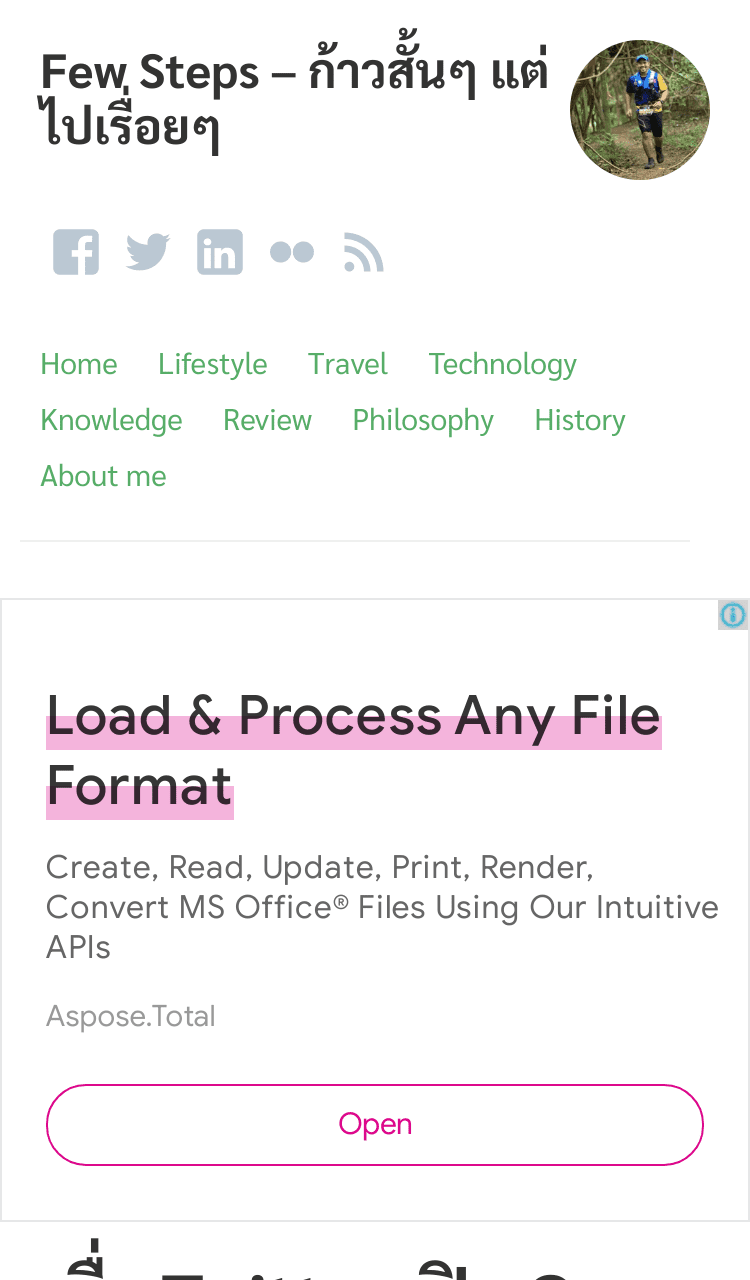 Few Steps – ก้าวสั้นๆ แต่
ไปเรื่อยๆ
Home Lifestyle Travel Technology
Knowledge Review Philosophy History
About me
Load & Process Any File
Format
Create, Read, Update, Print, Render,
Convert MS Office® Files Using Our Intuitive
APIs
Aspose.Total
Open